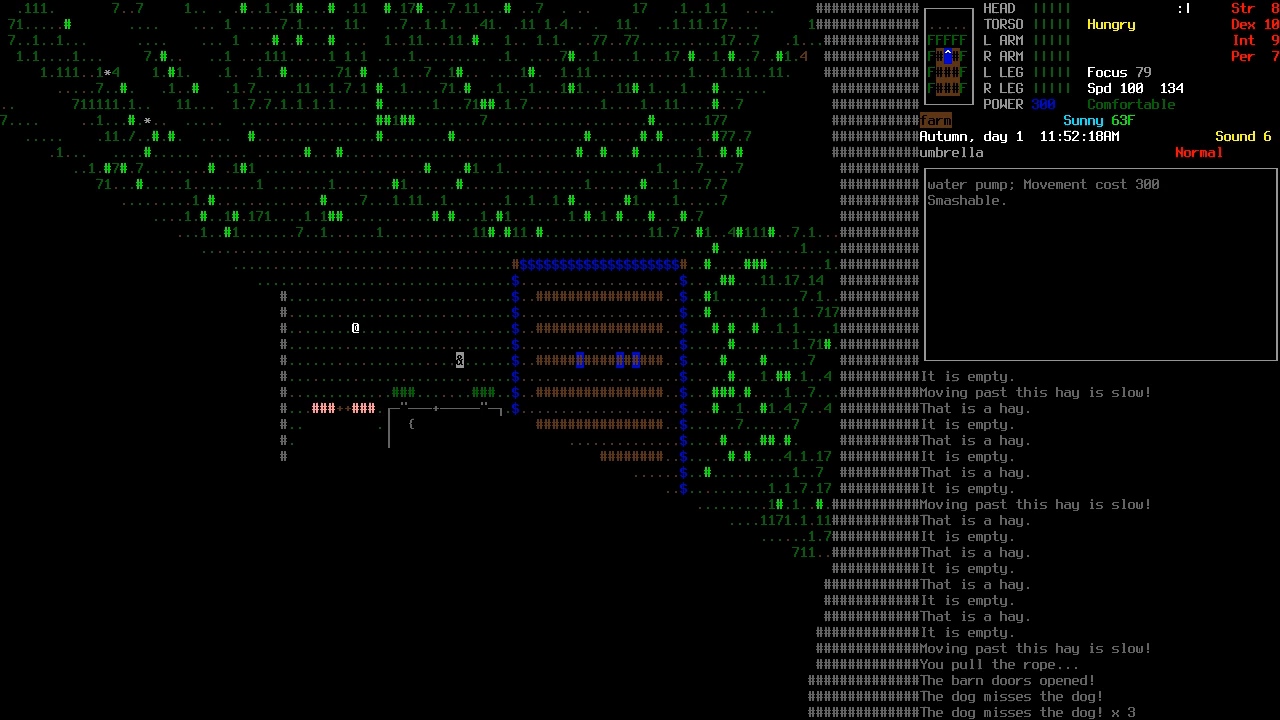 HEAD ||||| :| Str 8
TORSO ||||| Hungry Dex 10
L ARM ||||| Int 9
R ARM ||||| Per 7
L LEG ||||| Focus 79
R LEG ||||| Spd 100 134
POWER 300 Comfortable
farm Sunny 63F
Autumn, day 1 11:52:18AM Sound 6
umbrella Normal
water pump; Movement cost 300
Smashable.
It is empty.
Moving past this hay is slow!
That is a hay.
It is empty.
That is a hay.
It is empty.
That is a hay.
It is empty.
Moving past this hay is slow!
That is a hay.
It is empty.
That is a hay.
It is empty.
That is a hay.
It is empty.
That is a hay.
It is empty.
Moving past this hay is slow!
You pull the rope...
The barn doors opened!
The dog misses the dog!
The dog misses the dog! x 3